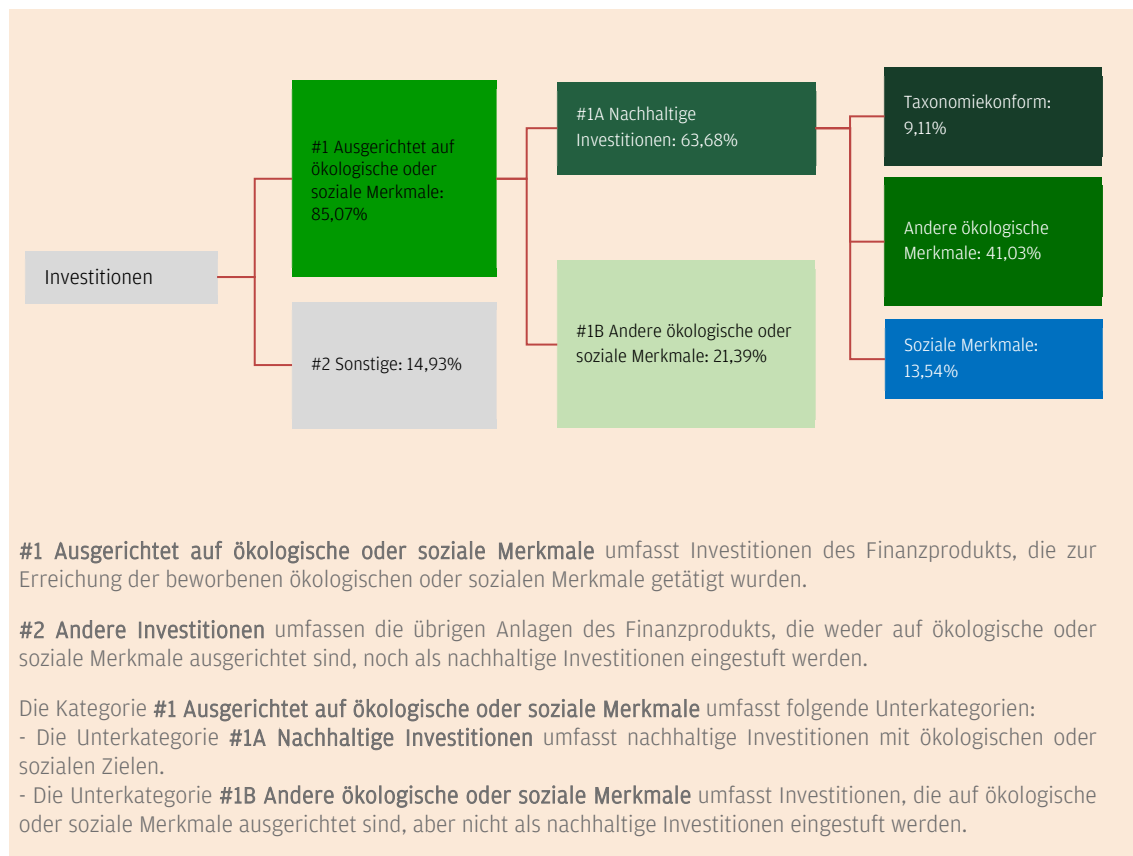 Investitionen
#1 Ausgerichtet auf
ökologische oder
soziale Merkmale:
85,07%
#2 Sonstige: 14,93%
#1A Nachhaltige
Investitionen: 63,68%
#1B Andere ökologische oder
soziale Merkmale: 21,39%
Taxonomiekonform:
9,11%
Andere ökologische
Merkmale: 41,03%
Soziale Merkmale:
13,54%
#1 Ausgerichtet auf ökologische oder soziale Merkmale umfasst Investitionen des Finanzprodukts, die zur
Erreichung der beworbenen ökologischen oder sozialen Merkmale getätigt wurden.
#2 Andere Investitionen umfassen die übrigen Anlagen des Finanzprodukts, die weder auf ökologische oder
soziale Merkmale ausgerichtet sind, noch als nachhaltige Investitionen eingestuft werden.
Die Kategorie #1 Ausgerichtet auf ökologische oder soziale Merkmale umfasst folgende Unterkategorien:
- Die Unterkategorie #1A Nachhaltige Investitionen umfasst nachhaltige Investitionen mit ökologischen oder
sozialen Zielen.
- Die Unterkategorie #1B Andere ökologische oder soziale Merkmale umfasst Investitionen, die auf ökologische
oder soziale Merkmale ausgerichtet sind, aber nicht als nachhaltige Investitionen eingestuft werden.